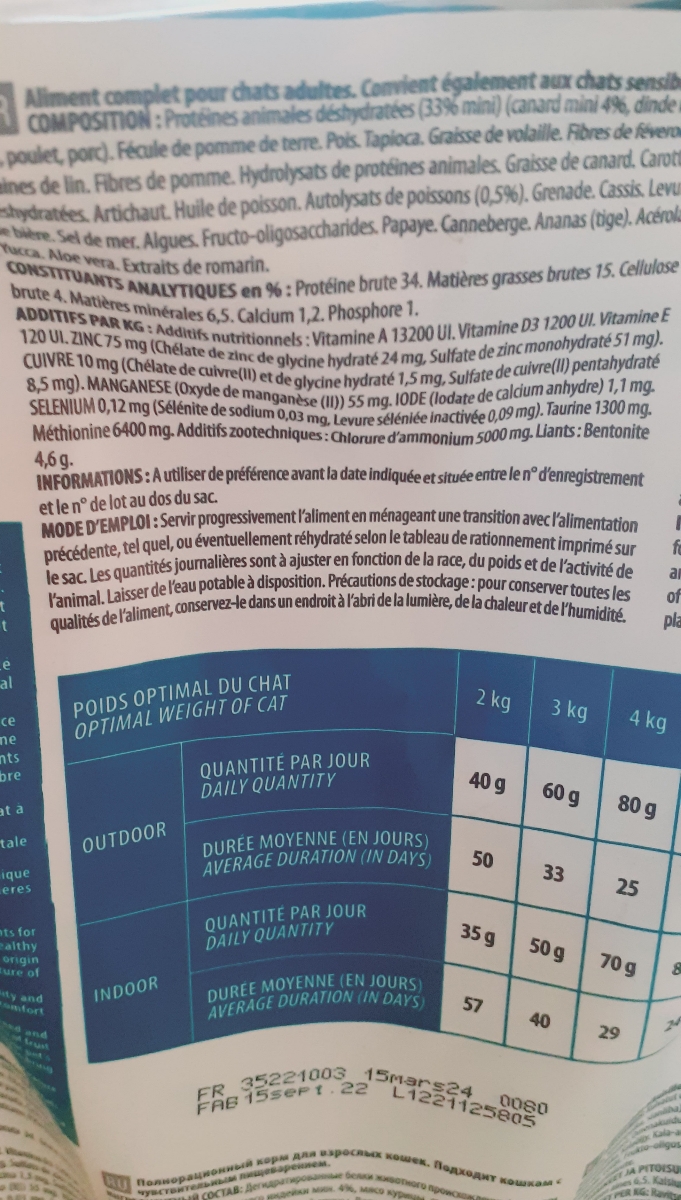 Aliment complet pour chats adultes. Convient également aux chats
COMPOSITION : Protéines animales déshydratées (33% mini) (canard mini 4%, dinde
, poulet, porc). Fécule de pomme de terre. Pois. Tapioca. Graisse de volaille. Fibres de
de lin. Fibres de pomme. Hydrolysats de protéines animales. Graisse de canard.
Artichaut. Huile de poisson. Autolysats de poissons (0,5%). Grenade. Cassis.
bière. Sel de mer. Algues. Fructo-oligosaccharides. Papaye. Canneberge. Ananas (tige).
Yucca. Aloe vera. Extraits de romarin.
CONSTITUANTS ANALYTIQUES en % : Protéine brute 34. Matières grasses brutes 15. Cellulose
brute 4. Matières minérales 6,5. Calcium 1,2. Phosphore 1.
ADDITIFS PAR KG : Additifs nutritionnels : Vitamine A 13200 UI. Vitamine D3 1200 UI. Vitamine E
120 UI. ZINC 75 mg (Chélate de zinc de glycine hydraté 24 mg, Sulfate de zinc monohydraté 51 mg).
CUIVRE 10 mg (Chélate de cuivre(II) et de glycine hydraté 1,5 mg, Sulfate de cuivre(II) pentahydraté
8,5 mg). MANGANESE (Oxyde de manganèse (II)) 55 mg. IODE (Iodate de calcium anhydre) 1,1 mg.
SELENIUM 0,12 mg (Sélénite de sodium 0,03 mg, Levure séléniée inactivée 0,09 mg). Taurine 1300 mg.
Méthionine 6400 mg. Additifs zootechniques : Chlorure d'ammonium 5000 mg. Liants : Bentonite
4,6 g.
INFORMATIONS : A utiliser de préférence avant la date indiquée et située entre le n° d'enregistrement
et le n° de lot au dos du sac.
MODE D'EMPLOI : Servir progressivement l'aliment en ménageant une transition avec l'alimentation
précédente, tel quel, ou éventuellement réhydraté selon le tableau de rationnement imprimé sur
le sac. Les quantités journalières sont à ajuster en fonction de la race, du poids et de l'activité de
l'animal. Laisser de l'eau potable à disposition. Précautions de stockage : pour conserver toutes les
qualités de l'aliment, conservez-le dans un endroit à l'abri de la lumière, de la chaleur et de l'humidité.
POIDS OPTIMAL DU CHAT
OPTIMAL WEIGHT OF CAT
2 kg 3 kg 4 kg
OUTDOOR
QUANTITÉ PAR JOUR
DAILY QUANTITY
40 g 60 g 80 g
DURÉE MOYENNE (EN JOURS)
AVERAGE DURATION (IN DAYS)
50 33 25
INDOOR
QUANTITÉ PAR JOUR
DAILY QUANTITY
35 g 50 g 70 g
DURÉE MOYENNE (EN JOURS)
AVERAGE DURATION (IN DAYS)
57 40 29
FR 35221003 15mars24 0080
FAB 15sept.22 L1221125805
RU Полнорационный корм для взрослых кошек. Подходит кошкам с
чувствительным пищеварением.
СОСТАВ: